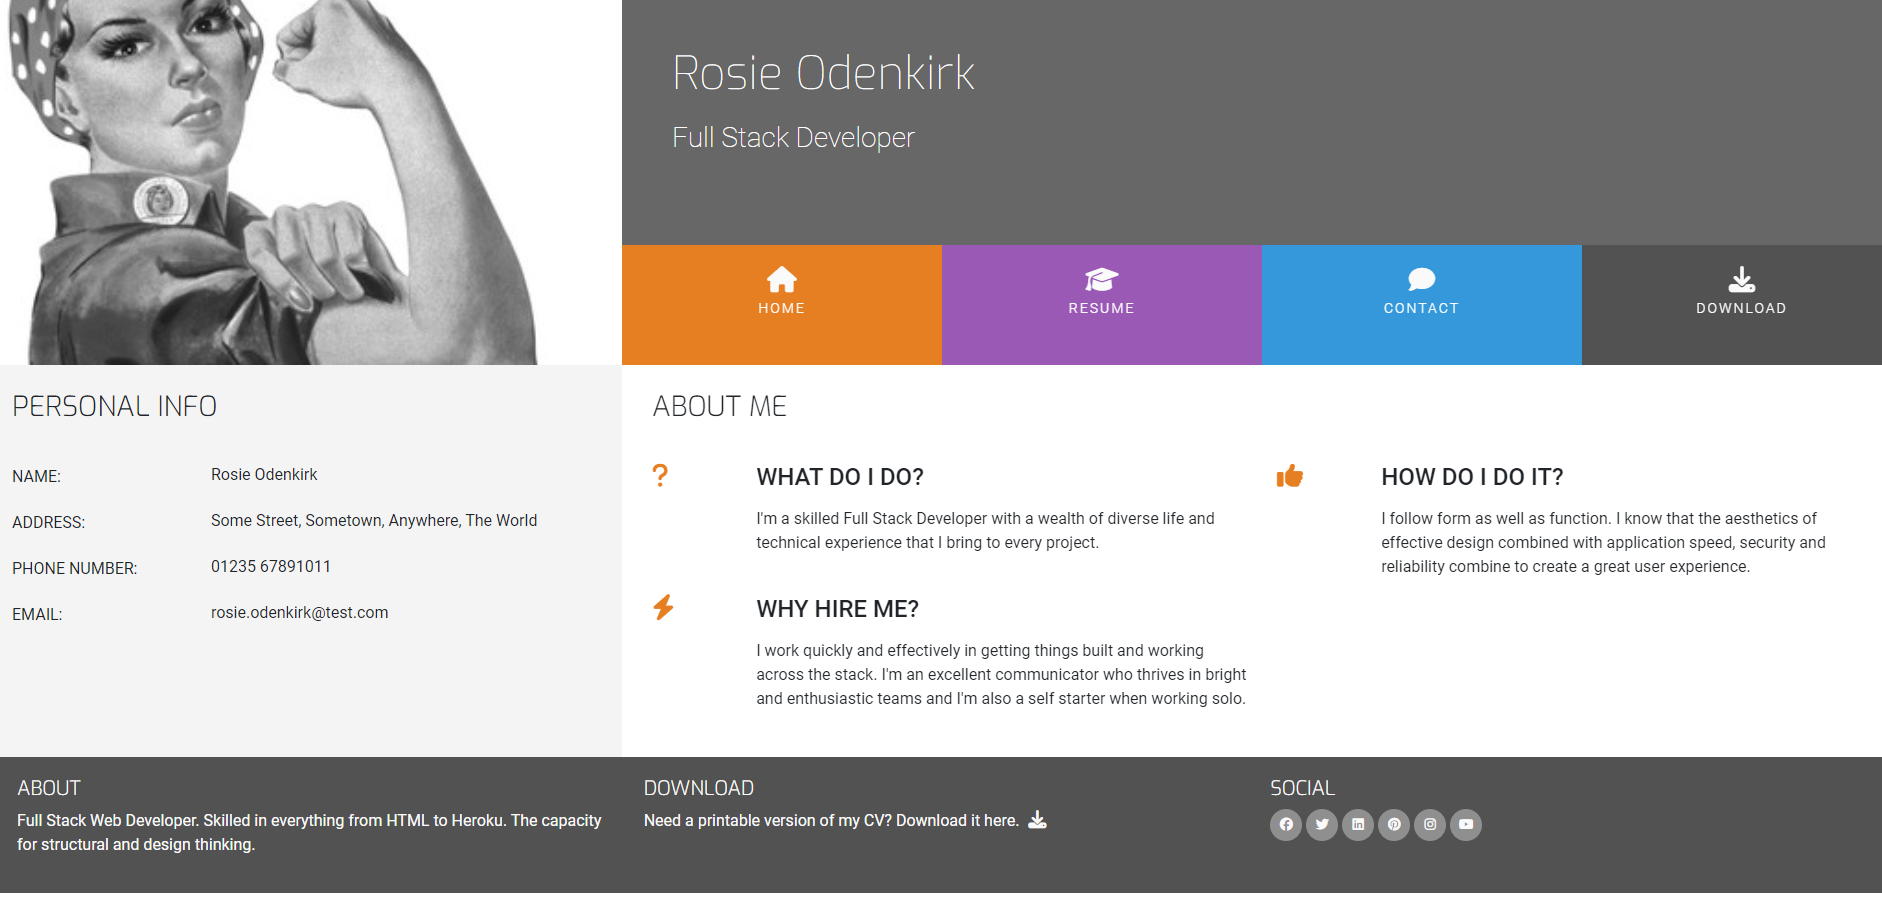 Rosie Odenkirk
Full Stack Developer
HOME
RESUME
CONTACT
DOWNLOAD
PERSONAL INFO
NAME:
Rosie Odenkirk
ADDRESS:
Some Street, Sometown, Anywhere, The World
PHONE NUMBER:
01235 67891011
EMAIL:
rosie.odenkirk@test.com
ABOUT ME
WHAT DO I DO?
I'm a skilled Full Stack Developer with a wealth of diverse life and
technical experience that I bring to every project.
HOW DO I DO IT?
I follow form as well as function. I know that the aesthetics of
effective design combined with application speed, security and
reliability combine to create a great user experience.
WHY HIRE ME?
I work quickly and effectively in getting things built and working
across the stack. I'm an excellent communicator who thrives in bright
and enthusiastic teams and I'm also a self starter when working solo.
ABOUT
Full Stack Web Developer. Skilled in everything from HTML to Heroku. The capacity
for structural and design thinking.
DOWNLOAD
Need a printable version of my CV? Download it here.
SOCIAL